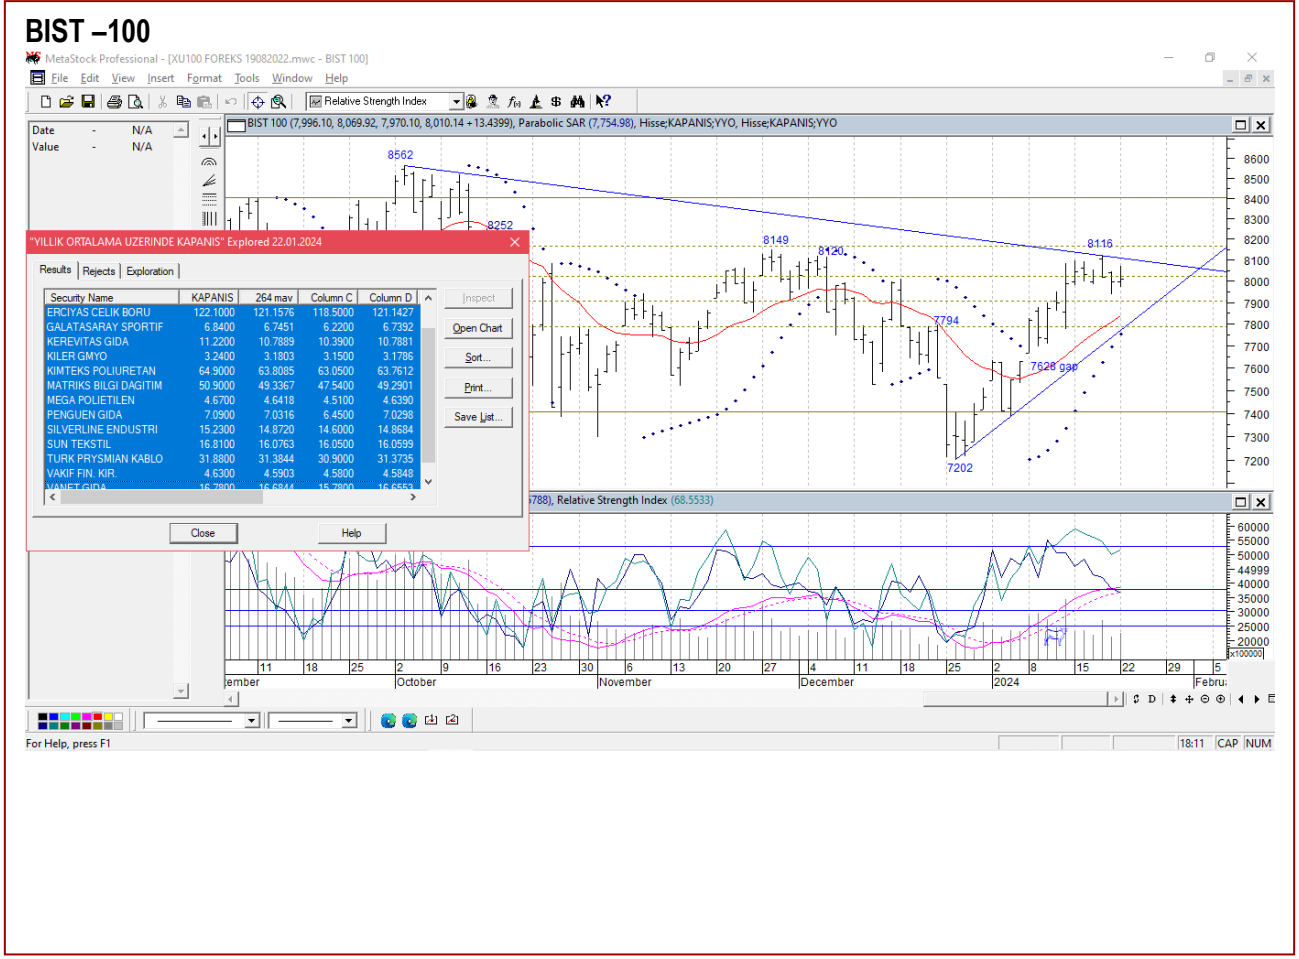 BIST –100
MetaStock Professional - [XU100 FOREKS 19082022.mwc - BIST 100]
File Edit View Insert Format Tools Window Help
Relative Strength Index
Date - N/A
Value - N/A
BIST 100 (7,996.10, 8,069.92, 7,970.10, 8,010.14 +13.4399), Parabolic SAR (7,754.98), Hisse;KAPANIS;YYO, Hisse;KAPANIS;YYO
8562
8252
8149
8120
8116
7794
7628 gap
7202
8600
8500
8400
8300
8200
8100
8000
7900
7800
7700
7600
7500
7400
7300
7200
"YILLIK ORTALAMA UZERINDE KAPANIS" Explored 22.01.2024
Results Rejects Exploration
Security Name KAPANIS 264 mav Column C Column D
ERCIYAS CELIK BORU 122.1000 121.1576 118.5000 121.1427
GALATASARAY SPORTIF 6.8400 6.7451 6.2200 6.7392
KEREVITAS GIDA 11.2200 10.7889 10.3900 10.7881
KILER GMYO 3.2400 3.1803 3.1500 3.1786
KIMTEKS POLIURETAN 64.9000 63.8085 63.0500 63.7612
MATRIKS BILGI DAGITIM 50.9000 49.3367 47.5400 49.2901
MEGA POLIETILEN 4.6700 4.6418 4.5100 4.6390
PENGUEN GIDA 7.0900 7.0316 6.4500 7.0298
SILVERLINE ENDUSTRI 15.2300 14.8720 14.6000 14.8684
SUN TEKSTIL 16.8100 16.0763 16.0500 16.0599
TURK PRYSMIAN KABLO 31.8800 31.3844 30.9000 31.3735
VAKIF FIN. KIR. 4.6300 4.5903 4.5800 4.5848
VANET GIDA 16.7800 16.6844 15.7800 16.6553
Inspect
Open Chart
Sort...
Print...
Save List...
Close Help
788), Relative Strength Index (68.5533)
60000
55000
50000
44999
40000
35000
30000
25000
20000
x100000
11 18 25 2 9 16 23 30 6 13 20 27 4 11 18 25 2 8 15 22 29 5
ember October November December 2024 Februa
D
For Help, press F1
18:11 CAP NUM